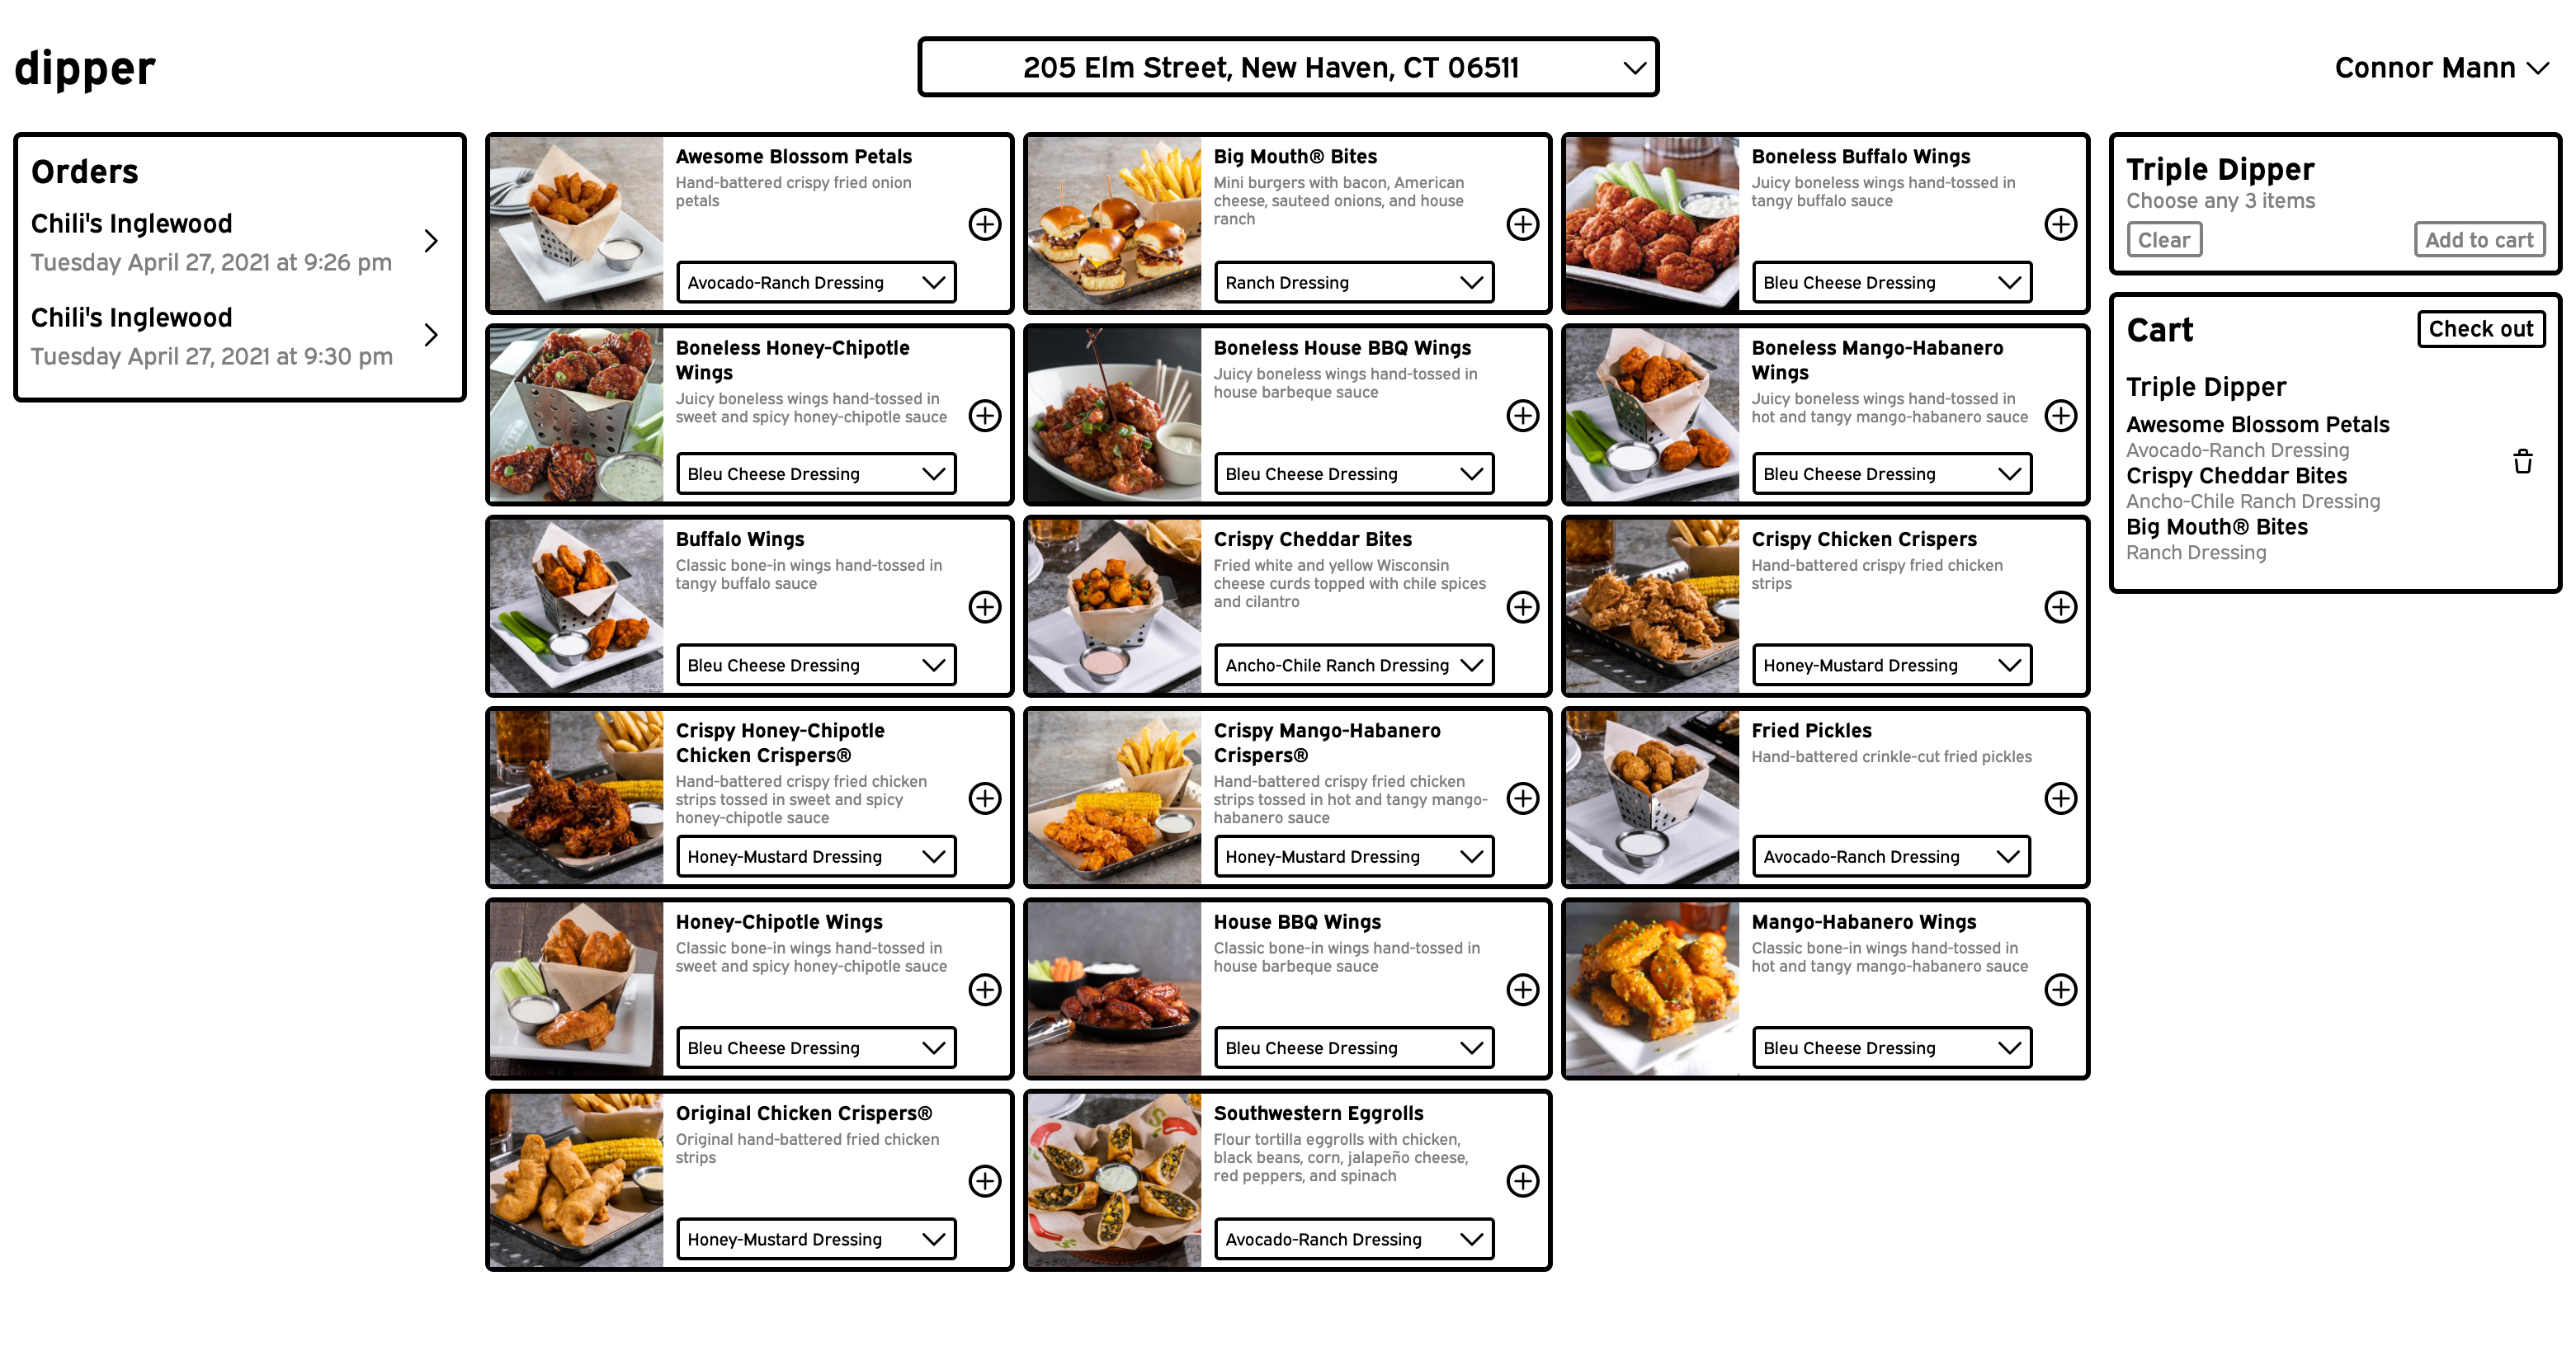 dipper
205 Elm Street, New Haven, CT 06511
Connor Mann
Orders
Chili's Inglewood
Tuesday April 27, 2021 at 9:26 pm
Chili's Inglewood
Tuesday April 27, 2021 at 9:30 pm
Awesome Blossom Petals
Hand-battered crispy fried onion
petals
Avocado-Ranch Dressing
Big Mouth® Bites
Mini burgers with bacon, American
cheese, sauteed onions, and house
ranch
Ranch Dressing
Boneless Buffalo Wings
Juicy boneless wings hand-tossed in
tangy buffalo sauce
Bleu Cheese Dressing
Boneless Honey-Chipotle
Wings
Juicy boneless wings hand-tossed in
sweet and spicy honey-chipotle sauce
Bleu Cheese Dressing
Boneless House BBQ Wings
Juicy boneless wings hand-tossed in
house barbeque sauce
Bleu Cheese Dressing
Boneless Mango-Habanero
Wings
Juicy boneless wings hand-tossed in
hot and tangy mango-habanero sauce
Bleu Cheese Dressing
Buffalo Wings
Classic bone-in wings hand-tossed in
tangy buffalo sauce
Bleu Cheese Dressing
Crispy Cheddar Bites
Fried white and yellow Wisconsin
cheese curds topped with chile spices
and cilantro
Ancho-Chile Ranch Dressing
Crispy Chicken Crispers
Hand-battered crispy fried chicken
strips
Honey-Mustard Dressing
Crispy Honey-Chipotle
Chicken Crispers®
Hand-battered crispy fried chicken
strips tossed in sweet and spicy
honey-chipotle sauce
Honey-Mustard Dressing
Crispy Mango-Habanero
Crispers®
Hand-battered crispy fried chicken
strips tossed in hot and tangy mango-
habanero sauce
Honey-Mustard Dressing
Fried Pickles
Hand-battered crinkle-cut fried pickles
Avocado-Ranch Dressing
Honey-Chipotle Wings
Classic bone-in wings hand-tossed in
sweet and spicy honey-chipotle sauce
Bleu Cheese Dressing
House BBQ Wings
Classic bone-in wings hand-tossed in
house barbeque sauce
Bleu Cheese Dressing
Mango-Habanero Wings
Classic bone-in wings hand-tossed in
hot and tangy mango-habanero sauce
Bleu Cheese Dressing
Original Chicken Crispers®
Original hand-battered fried chicken
strips
Honey-Mustard Dressing
Southwestern Eggrolls
Flour tortilla eggrolls with chicken,
black beans, corn, jalapeño cheese,
red peppers, and spinach
Avocado-Ranch Dressing
Triple Dipper
Choose any 3 items
Clear
Add to cart
Cart
Check out
Triple Dipper
Awesome Blossom Petals
Avocado-Ranch Dressing
Crispy Cheddar Bites
Ancho-Chile Ranch Dressing
Big Mouth® Bites
Ranch Dressing